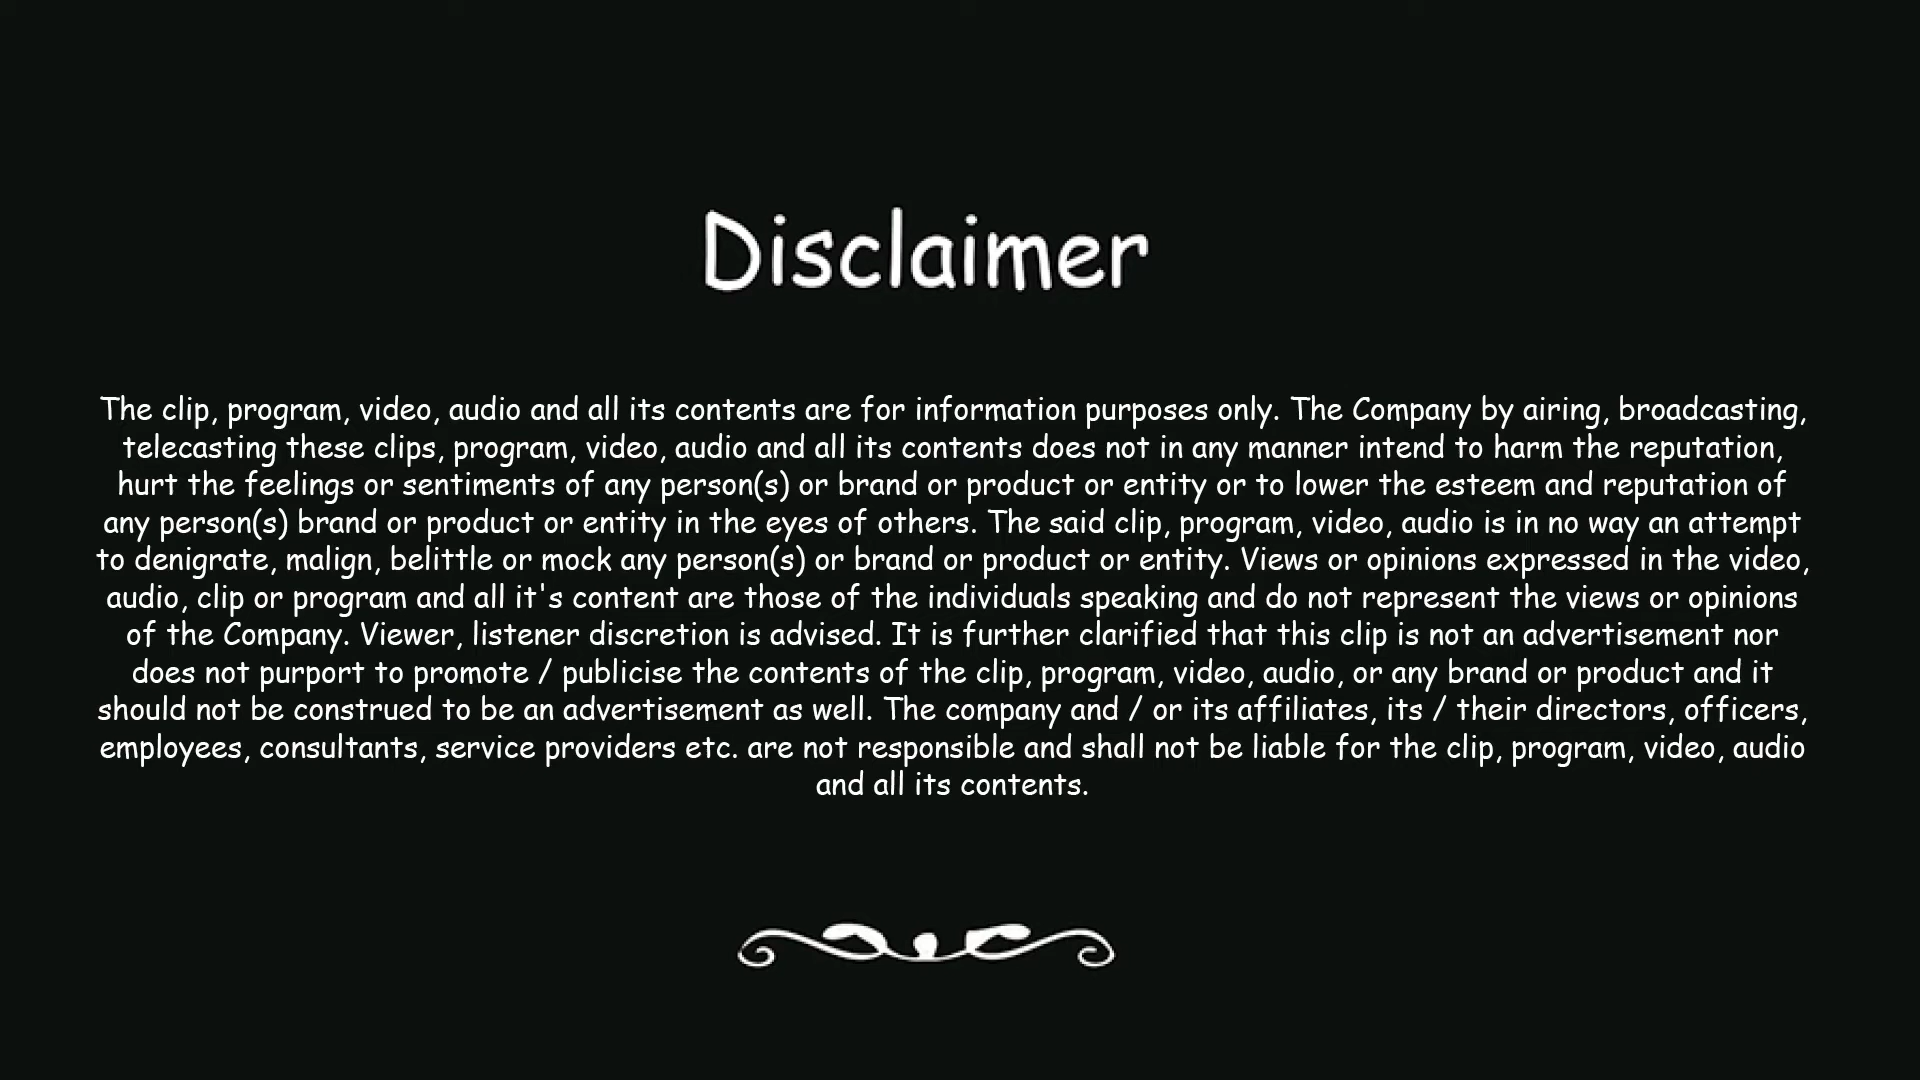 Disclaimer
The clip, program, video, audio and all its contents are for information purposes only. The Company by airing, broadcasting,
telecasting these clips, program, video, audio and all its contents does not in any manner intend to harm the reputation,
hurt the feelings or sentiments of any person(s) or brand or product or entity or to lower the esteem and reputation of
any person(s) brand or product or entity in the eyes of others. The said clip, program, video, audio is in no way an attempt
to denigrate, malign, belittle or mock any person(s) or brand or product or entity. Views or opinions expressed in the video,
audio, clip or program and all it's content are those of the individuals speaking and do not represent the views or opinions
of the Company. Viewer, listener discretion is advised. It is further clarified that this clip is not an advertisement nor
does not purport to promote / publicise the contents of the clip, program, video, audio, or any brand or product and it
should not be construed to be an advertisement as well. The company and / or its affiliates, its / their directors, officers,
employees, consultants, service providers etc. are not responsible and shall not be liable for the clip, program, video, audio
and all its contents.